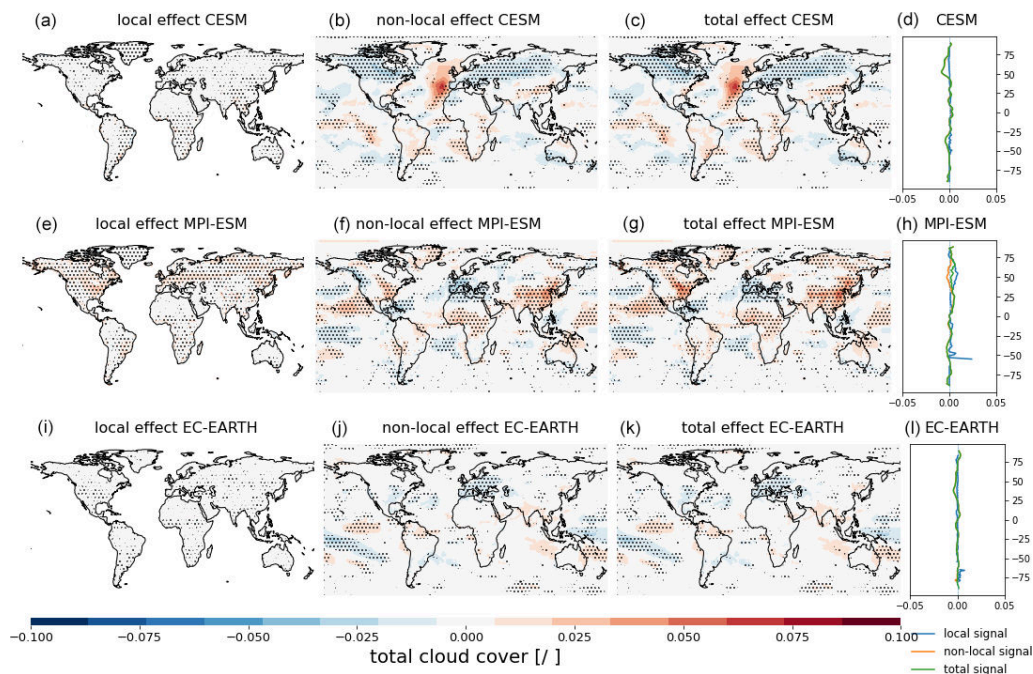 (a) local effect CESM
(b) non-local effect CESM
(c) total effect CESM
(d) CESM
75
50
25
0
−25
−50
−75
−0.05 0.00 0.05
(e) local effect MPI-ESM
(f) non-local effect MPI-ESM
(g) total effect MPI-ESM
(h) MPI-ESM
75
50
25
0
−25
−50
−75
−0.05 0.00 0.05
(i) local effect EC-EARTH
(j) non-local effect EC-EARTH
(k) total effect EC-EARTH
(l) EC-EARTH
75
50
25
0
−25
−50
−75
−0.05 0.00 0.05
−0.100 −0.075 −0.050 −0.025 0.000 0.025 0.050 0.075 0.100
total cloud cover [/ ]
local signal
non-local signal
total signal